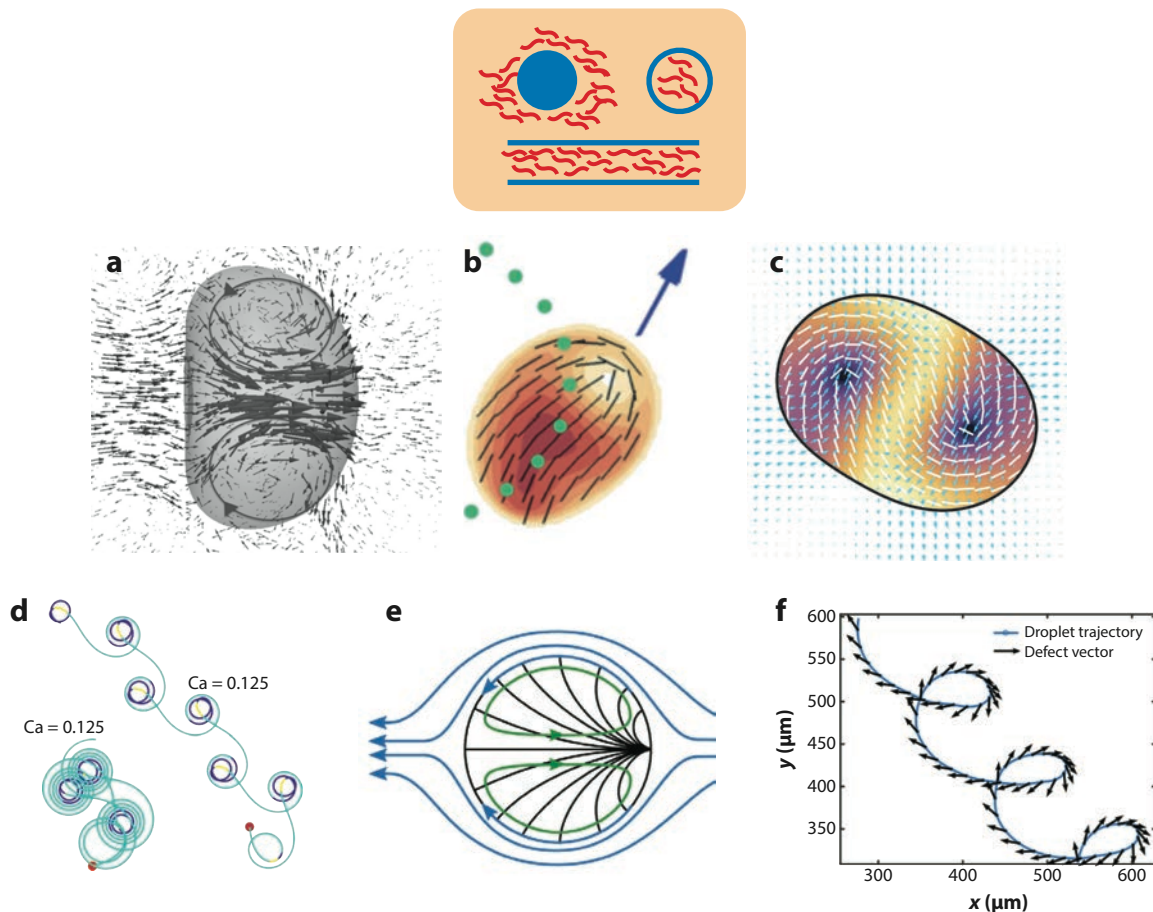 a
b
c
d
Ca = 0.125
Ca = 0.125
e
f
600
Droplet trajectory
Defect vector
550
500
450
400
350
y (μm)
300
400
500
600
x (μm)